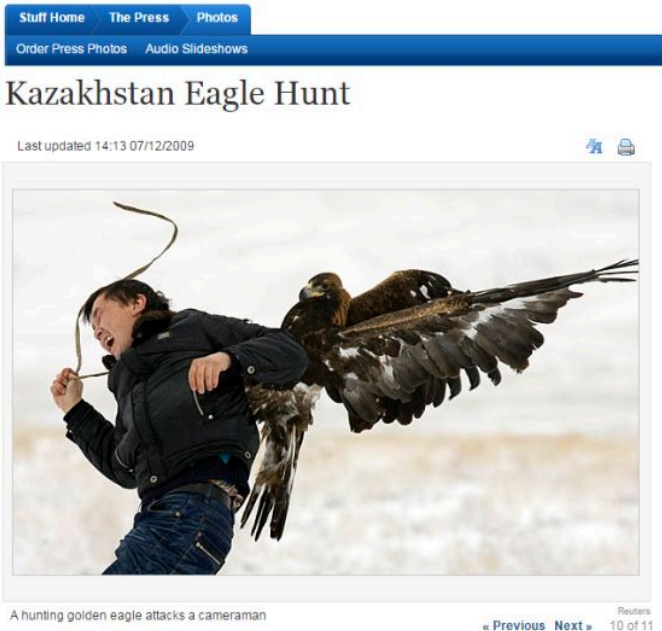 Stuff Home The Press Photos
Order Press Photos Audio Slideshows
Kazakhstan Eagle Hunt
Last updated 14:13 07/12/2009
A hunting golden eagle attacks a cameraman
Reuters
« Previous Next » 10 of 11